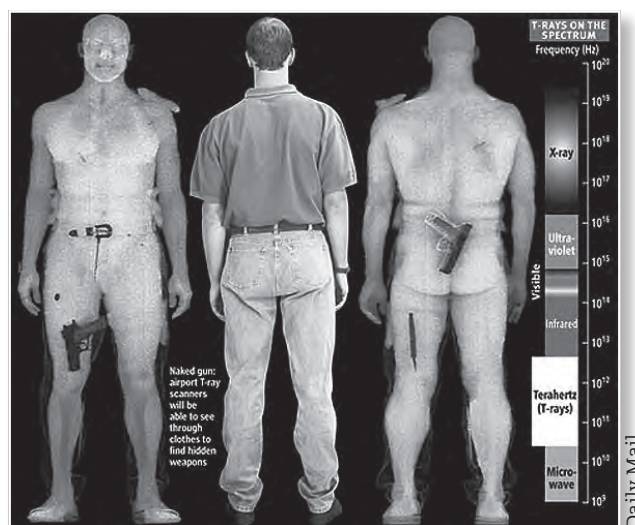 T-RAYS ON THE
SPECTRUM
Frequency (Hz)
10²⁰
10¹⁹
10¹⁸
X-ray
10¹⁷
10¹⁶
Ultra-
violet
10¹⁵
Visible
10¹⁴
Infrared
10¹³
10¹²
Terahertz
(T-rays)
10¹¹
10¹⁰
Micro-
wave
10⁹
Naked gun:
airport T-ray
scanners
will be
able to see
through
clothes to
find hidden
weapons
Daily Mail